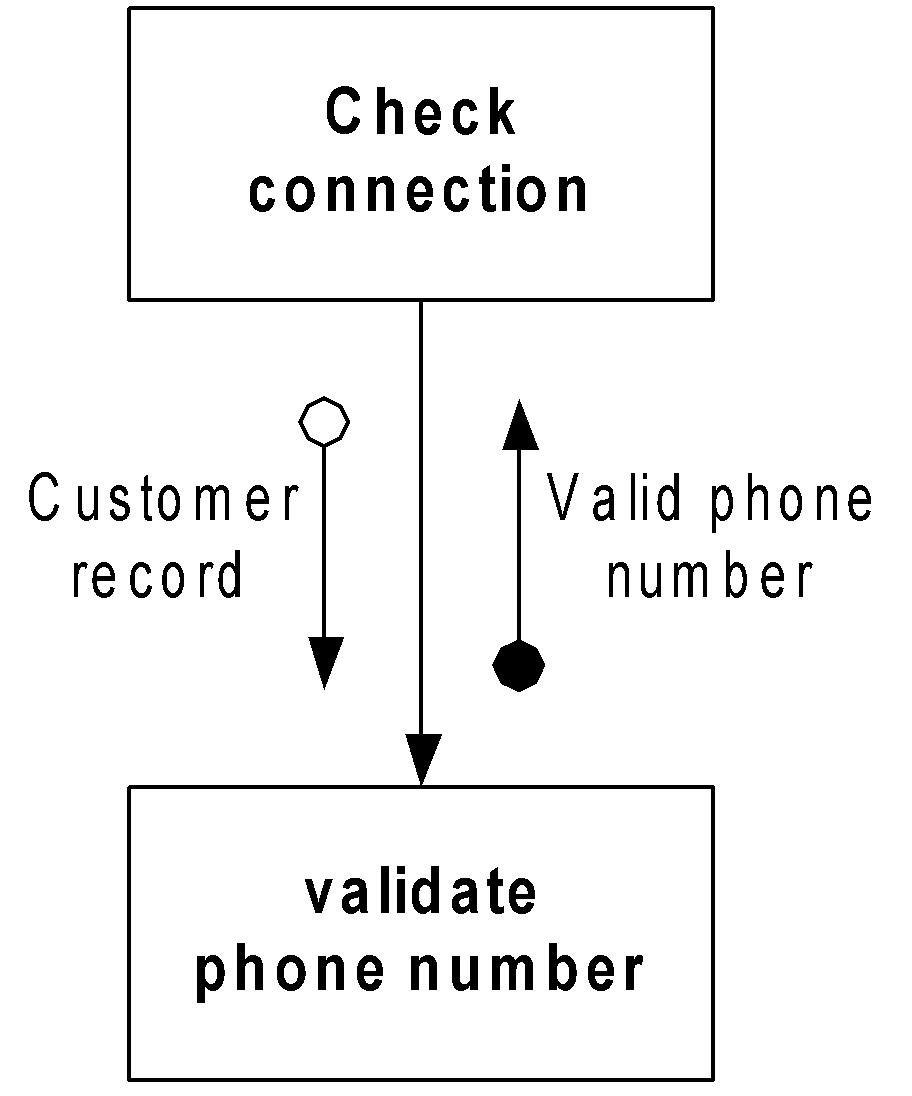 Check
connection
Customer
record
Valid phone
number
validate
phone number